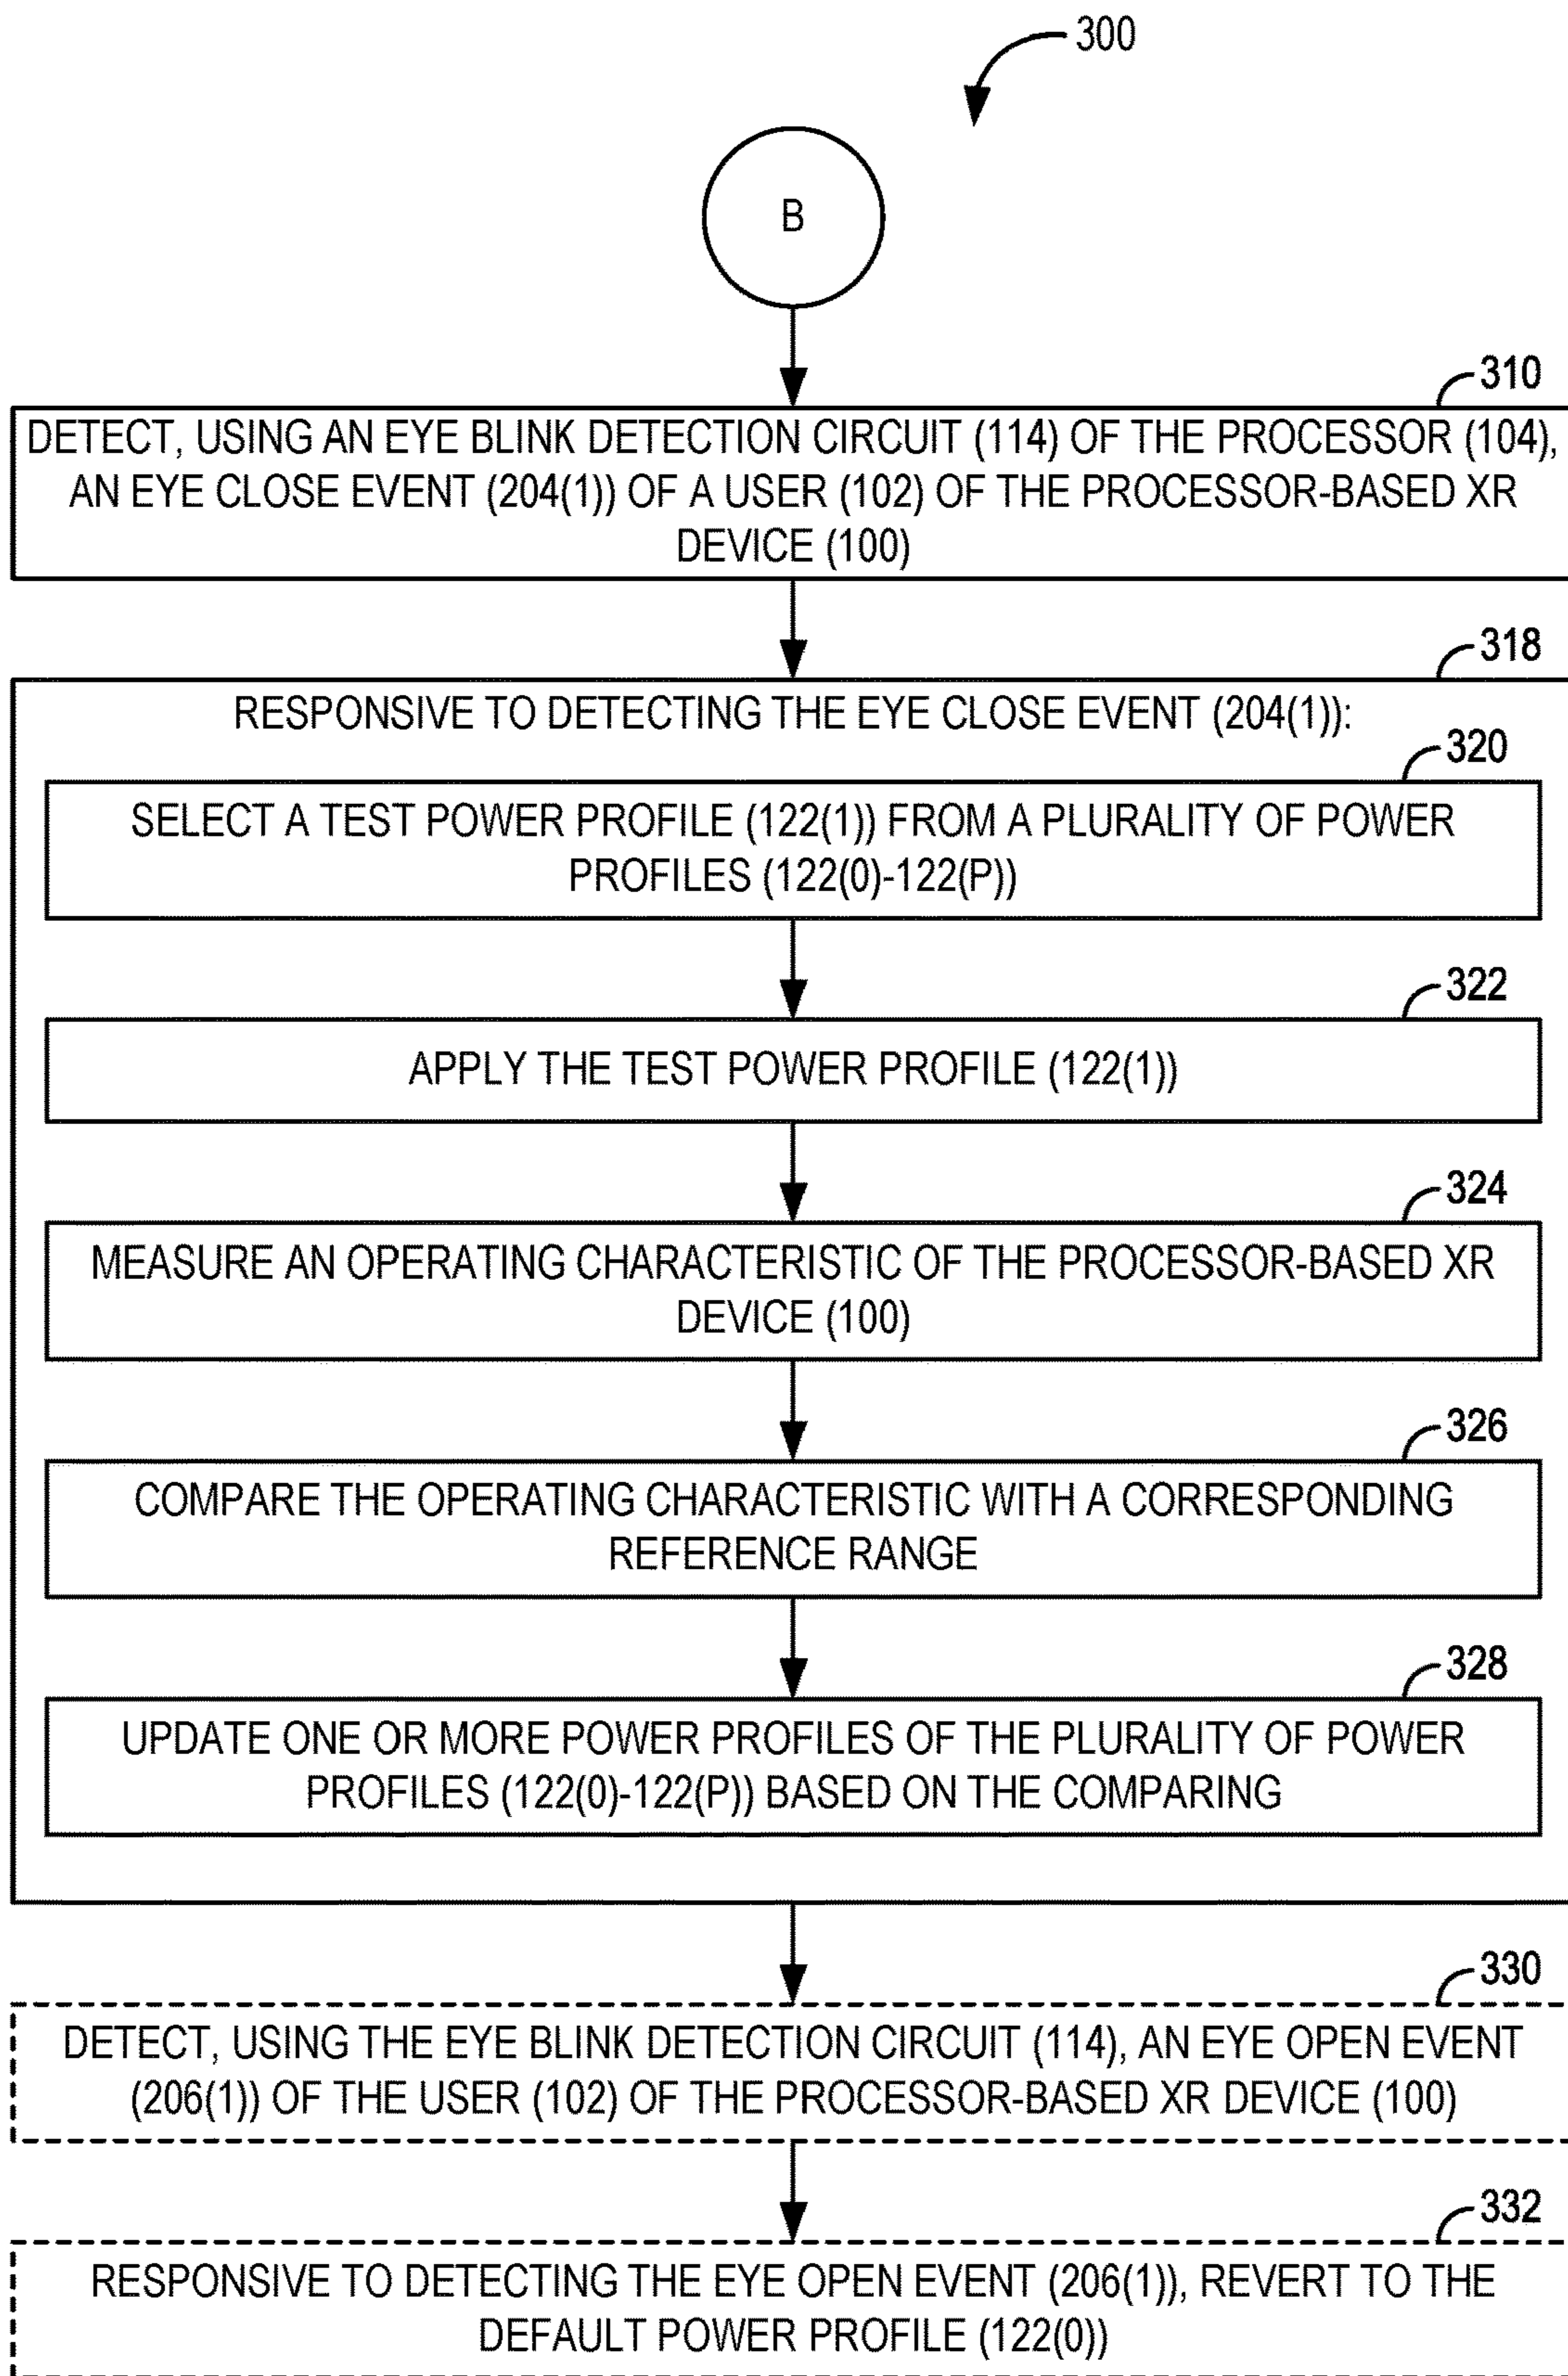 300
B
310
DETECT, USING AN EYE BLINK DETECTION CIRCUIT (114) OF THE PROCESSOR (104),
AN EYE CLOSE EVENT (204(1)) OF A USER (102) OF THE PROCESSOR-BASED XR
DEVICE (100)
318
RESPONSIVE TO DETECTING THE EYE CLOSE EVENT (204(1)):
320
SELECT A TEST POWER PROFILE (122(1)) FROM A PLURALITY OF POWER
PROFILES (122(0)-122(P))
322
APPLY THE TEST POWER PROFILE (122(1))
324
MEASURE AN OPERATING CHARACTERISTIC OF THE PROCESSOR-BASED XR
DEVICE (100)
326
COMPARE THE OPERATING CHARACTERISTIC WITH A CORRESPONDING
REFERENCE RANGE
328
UPDATE ONE OR MORE POWER PROFILES OF THE PLURALITY OF POWER
PROFILES (122(0)-122(P)) BASED ON THE COMPARING
330
DETECT, USING THE EYE BLINK DETECTION CIRCUIT (114), AN EYE OPEN EVENT
(206(1)) OF THE USER (102) OF THE PROCESSOR-BASED XR DEVICE (100)
332
RESPONSIVE TO DETECTING THE EYE OPEN EVENT (206(1)), REVERT TO THE
DEFAULT POWER PROFILE (122(0))